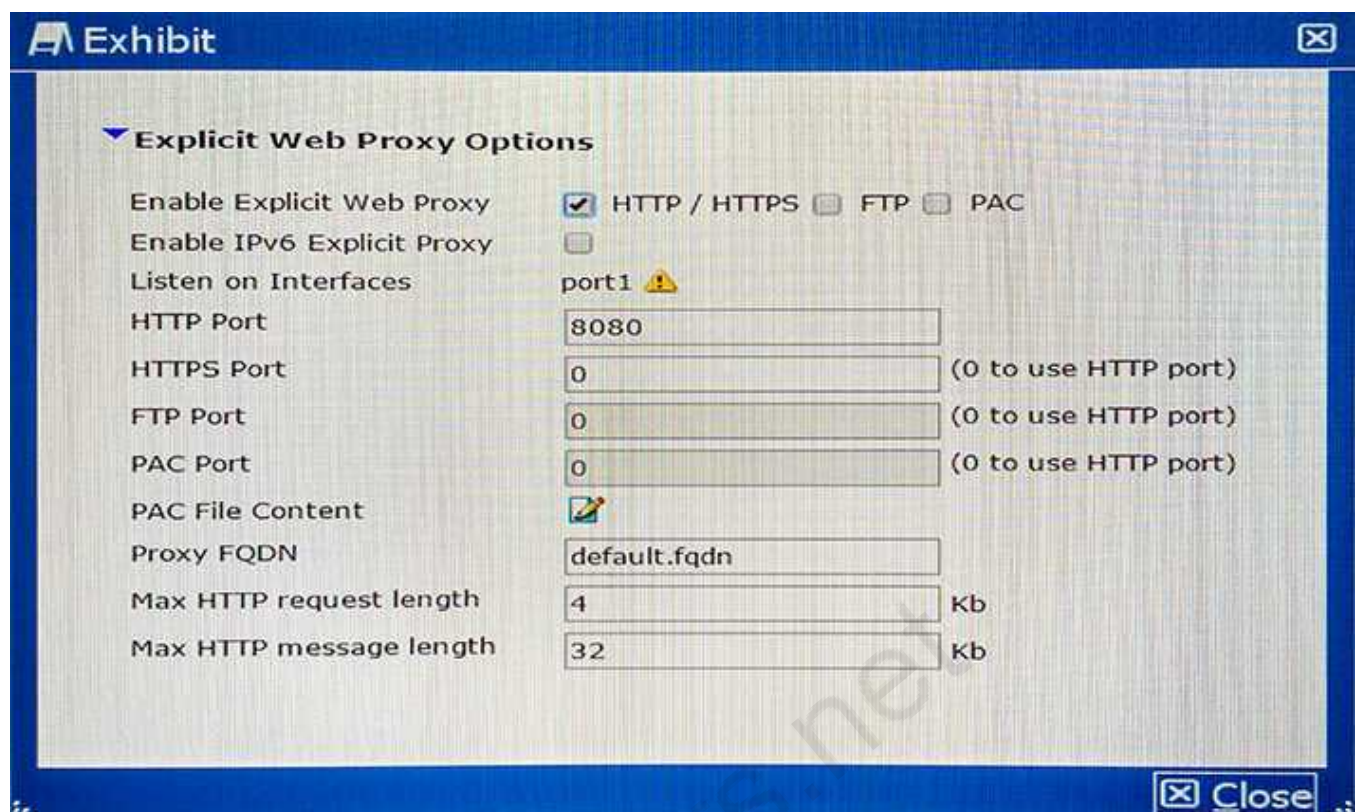 Exhibit
Explicit Web Proxy Options
Enable Explicit Web Proxy HTTP / HTTPS FTP PAC
Enable IPv6 Explicit Proxy
Listen on Interfaces port1
HTTP Port 8080
HTTPS Port 0 (0 to use HTTP port)
FTP Port 0 (0 to use HTTP port)
PAC Port 0 (0 to use HTTP port)
PAC File Content
Proxy FQDN default.fqdn
Max HTTP request length 4 Kb
Max HTTP message length 32 Kb
Close